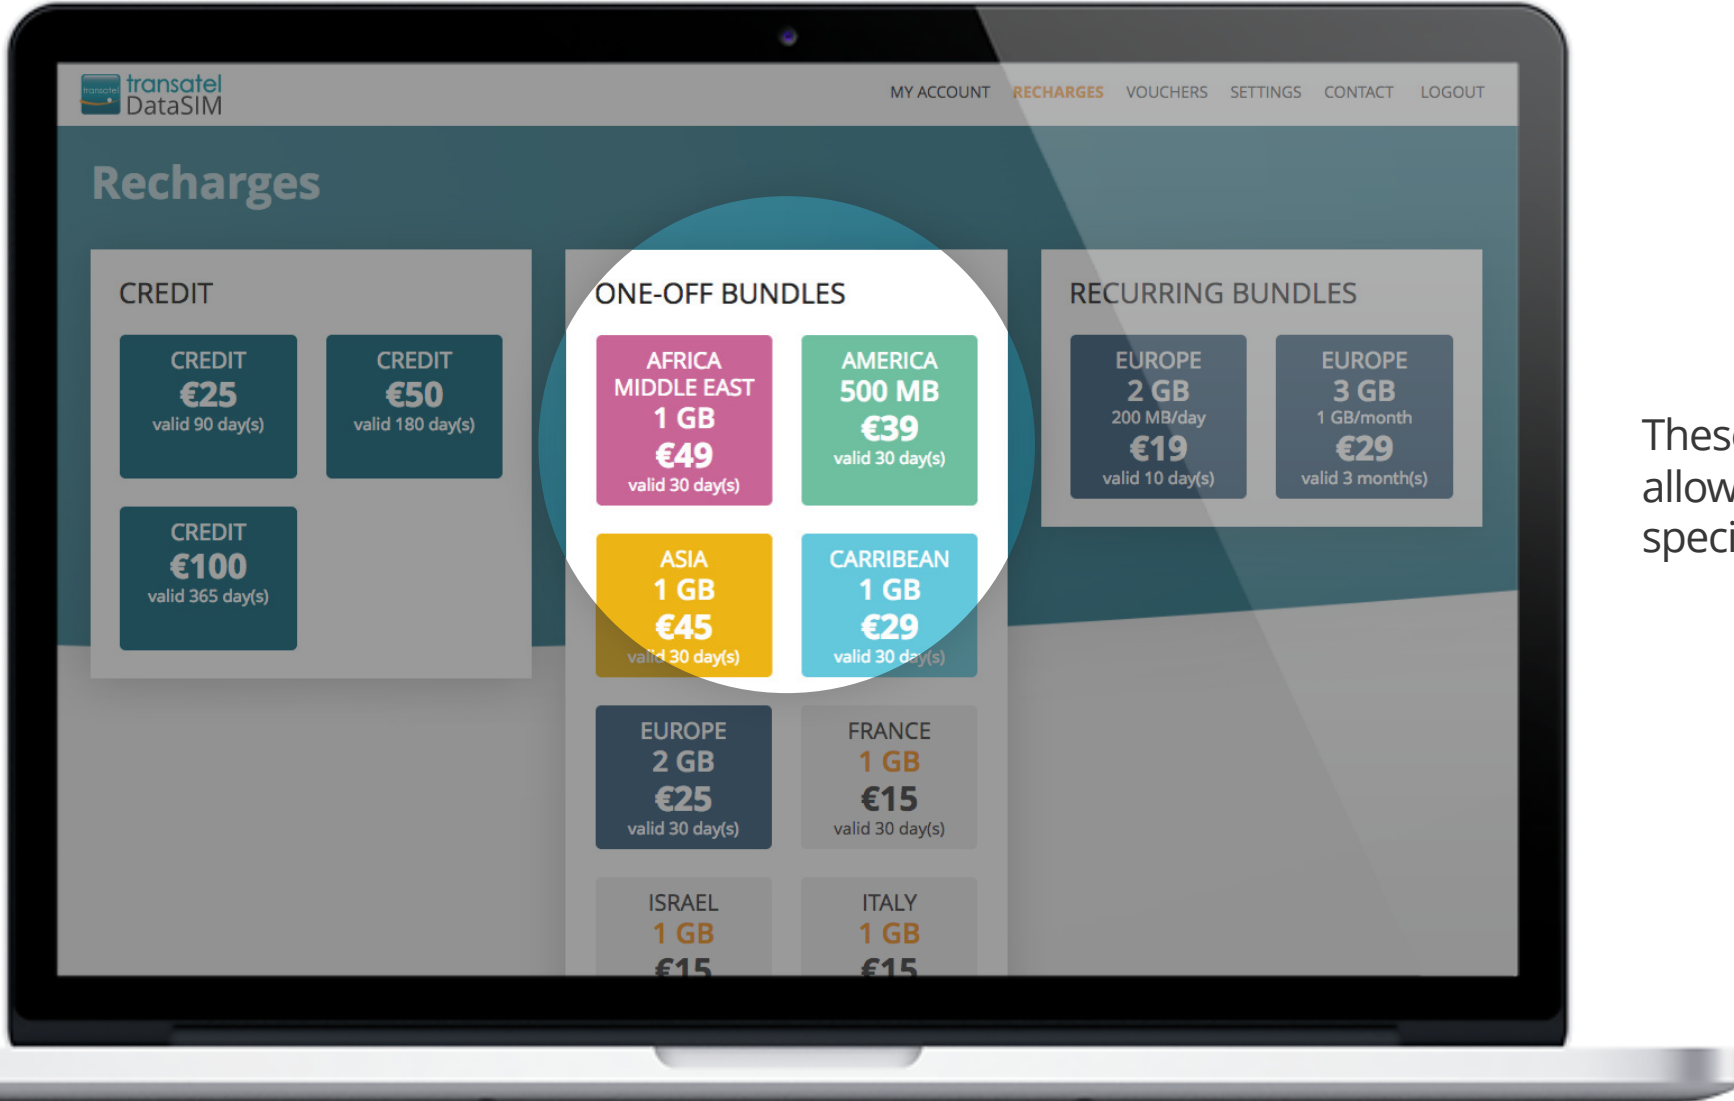 transatel
transatel
DataSIM
MY ACCOUNT RECHARGES VOUCHERS SETTINGS CONTACT LOGOUT
Recharges
CREDIT
CREDIT
€25
valid 90 day(s)
CREDIT
€50
valid 180 day(s)
CREDIT
€100
valid 365 day(s)
ONE-OFF BUNDLES
AFRICA
MIDDLE EAST
1 GB
€49
valid 30 day(s)
AMERICA
500 MB
€39
valid 30 day(s)
ASIA
1 GB
€45
valid 30 day(s)
CARRIBEAN
1 GB
€29
valid 30 day(s)
EUROPE
2 GB
€25
valid 30 day(s)
FRANCE
1 GB
€15
valid 30 day(s)
ISRAEL
1 GB
€15
ITALY
1 GB
€15
RECURRING BUNDLES
EUROPE
2 GB
200 MB/day
€19
valid 10 day(s)
EUROPE
3 GB
1 GB/month
€29
valid 3 month(s)